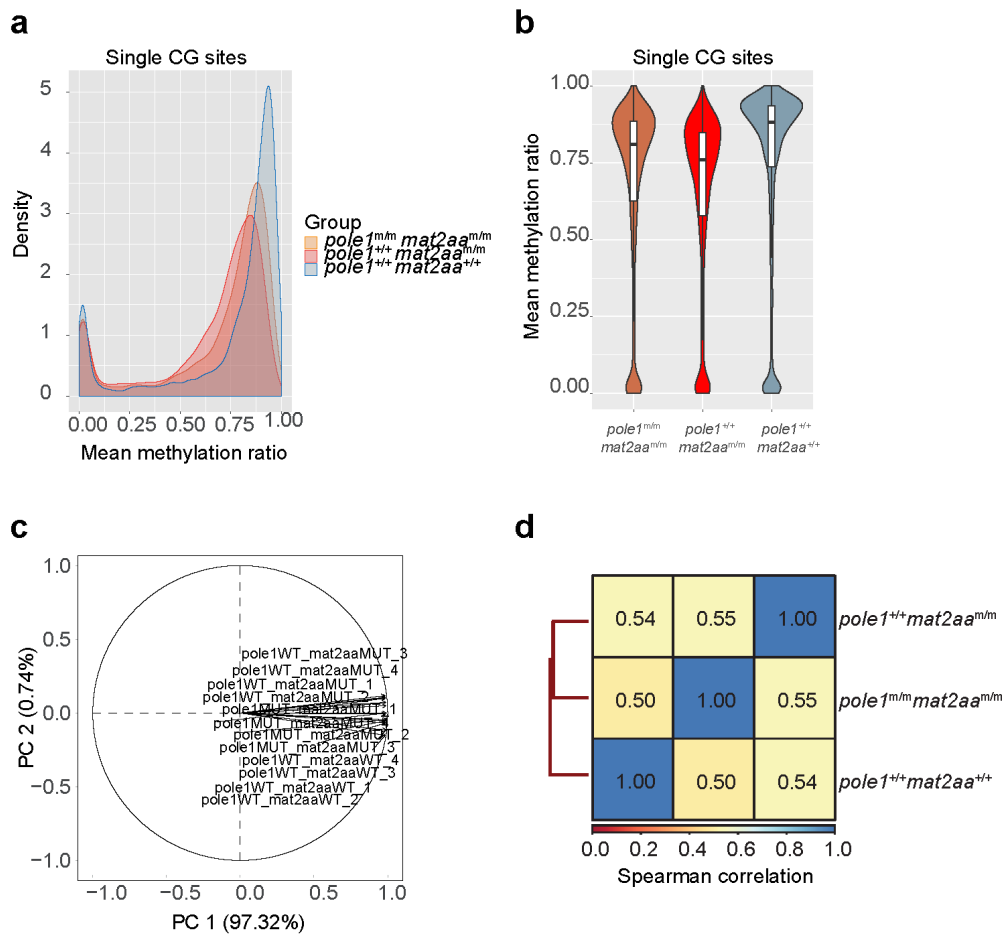 a
Single CG sites
5
4
3
2
1
0
Density
0.00 0.25 0.50 0.75 1.00
Mean methylation ratio
Group
pole1m/m mat2aam/m
pole1+/+ mat2aam/m
pole1+/+ mat2aa+/+
b
Single CG sites
1.00
0.75
0.50
0.25
0.00
Mean methylation ratio
pole1m/m pole1+/+ pole1+/+
mat2aam/m mat2aam/m mat2aa+/+
c
1.0
0.5
0.0
−0.5
−1.0
PC 2 (0.74%)
pole1WT_mat2aaMUT_3
pole1WT_mat2aaMUT_4
pole1WT_mat2aaMUT_1
pole1WT_mat2aaMUT_2
pole1MUT_mat2aaMUT_1
pole1MUT_mat2aaMUT_4
pole1MUT_mat2aaMUT_2
pole1MUT_mat2aaMUT_3
pole1WT_mat2aaWT_4
pole1WT_mat2aaWT_3
pole1WT_mat2aaWT_1
pole1WT_mat2aaWT_2
−1.0 −0.5 0.0 0.5 1.0
PC 1 (97.32%)
d
0.54 0.55 1.00 pole1+/+mat2aam/m
0.50 1.00 0.55 pole1m/m mat2aam/m
1.00 0.50 0.54 pole1+/+mat2aa+/+
0.0 0.2 0.4 0.6 0.8 1.0
Spearman correlation